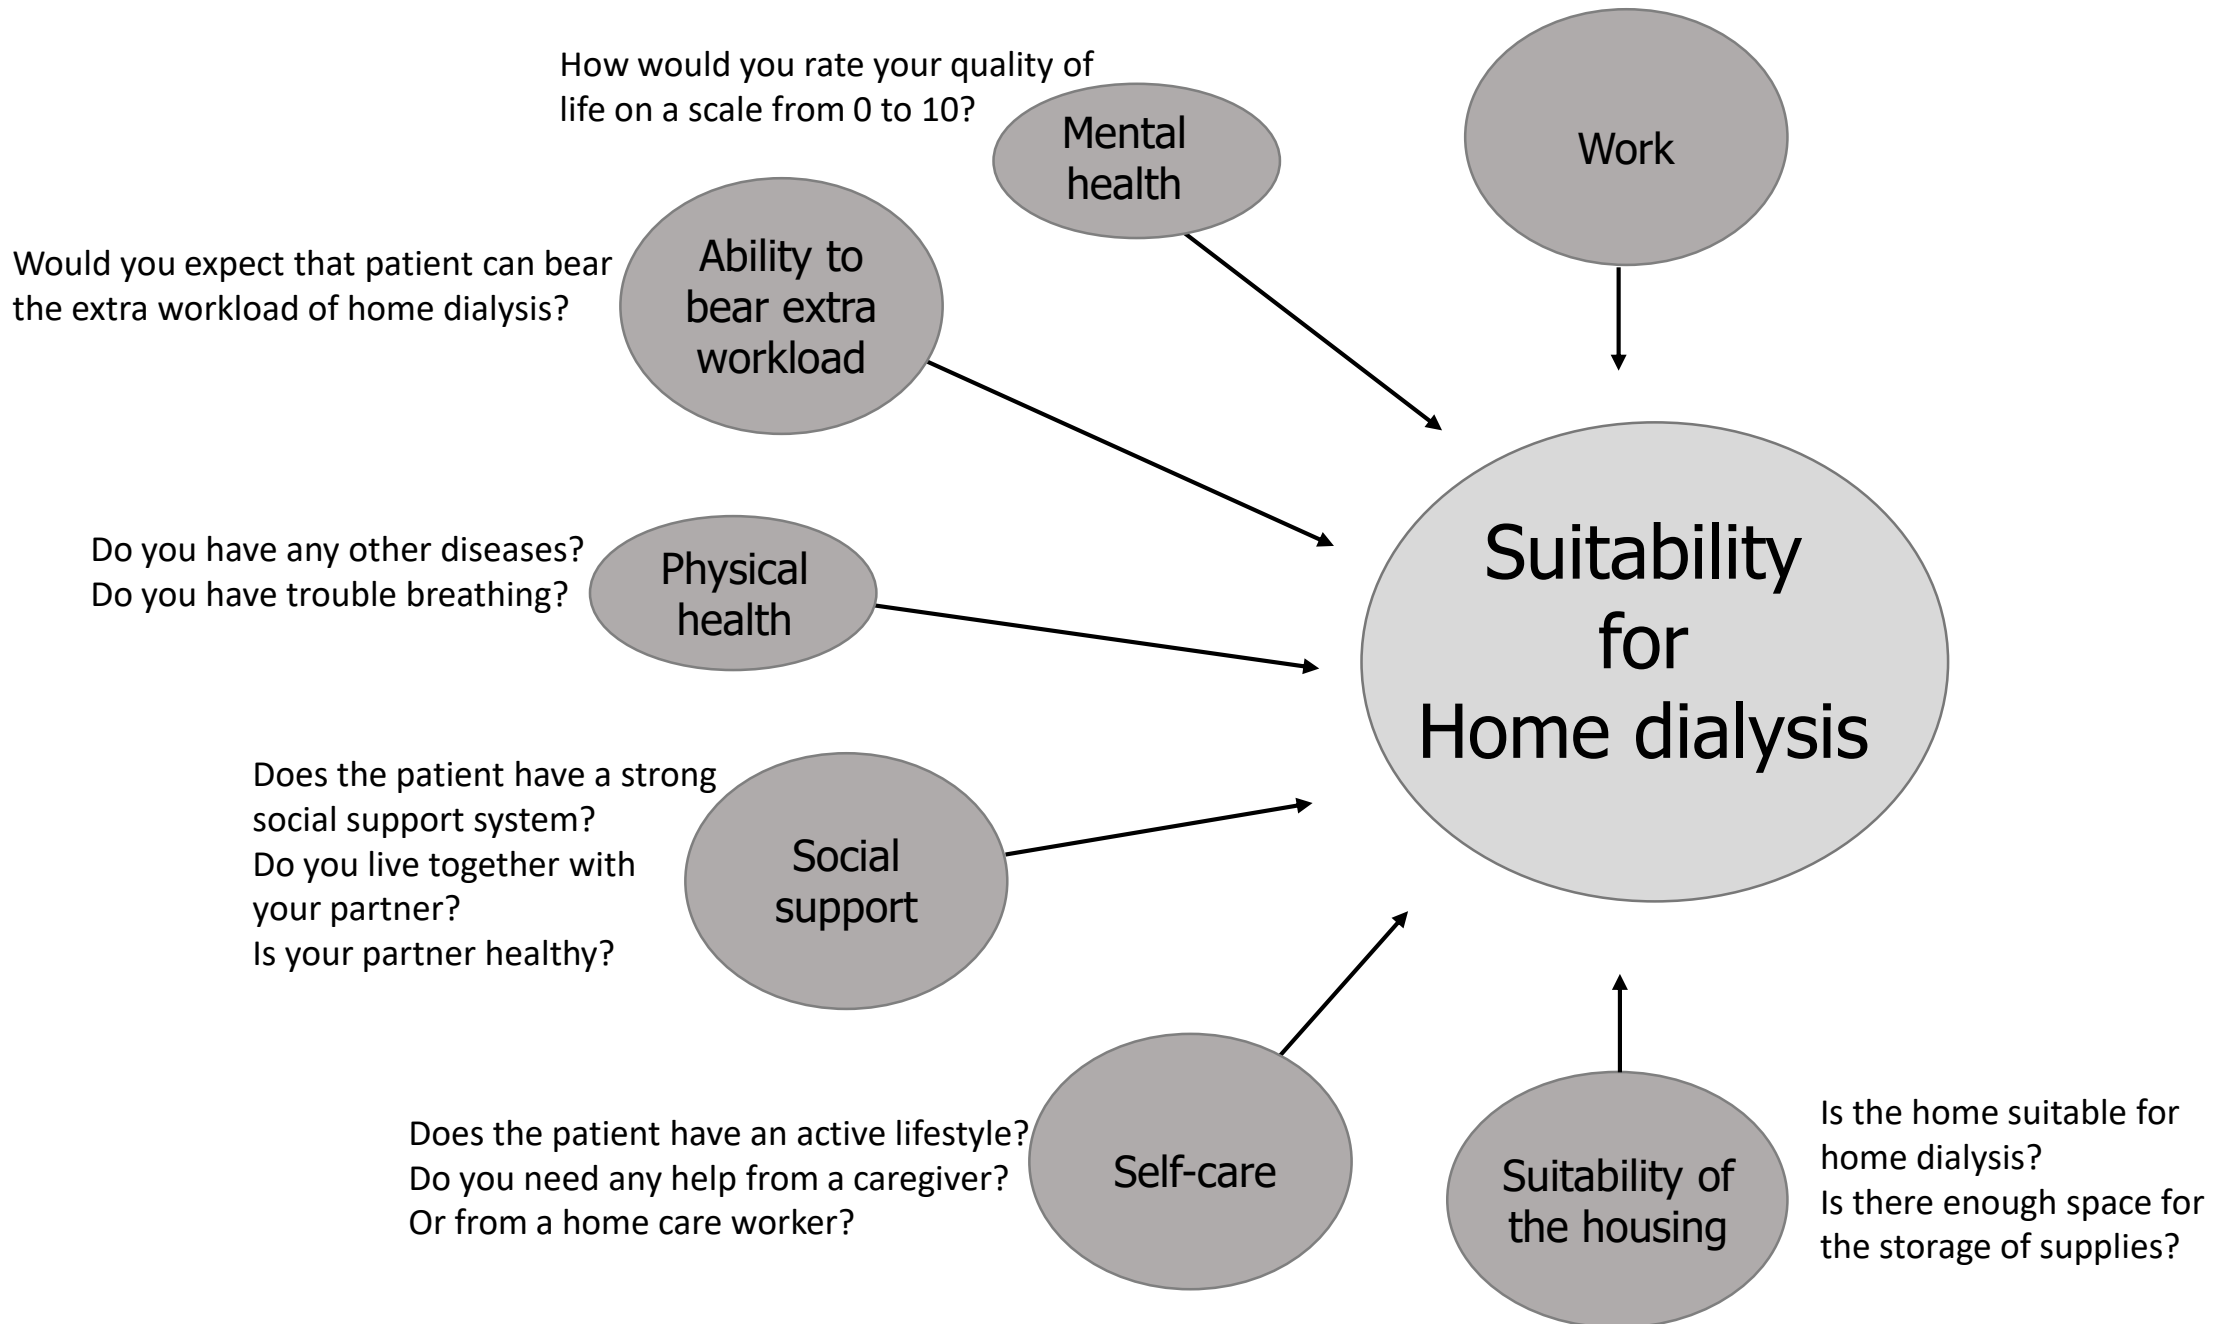 How would you rate your quality of
life on a scale from 0 to 10?
Mental
health
Work
Would you expect that patient can bear
the extra workload of home dialysis?
Ability to
bear extra
workload
Do you have any other diseases?
Do you have trouble breathing?
Physical
health
Suitability
for
Home dialysis
Does the patient have a strong
social support system?
Do you live together with
your partner?
Is your partner healthy?
Social
support
Does the patient have an active lifestyle?
Do you need any help from a caregiver?
Or from a home care worker?
Self-care
Suitability of
the housing
Is the home suitable for
home dialysis?
Is there enough space for
the storage of supplies?